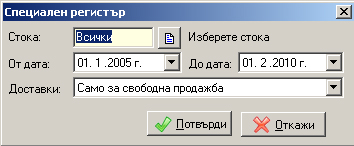 Специален регистър
Стока: Всички Изберете стока
От дата: 01. 1 .2005 г. До дата: 01. 2 .2010 г.
Доставки: Само за свободна продажба
Потвърди Откажи